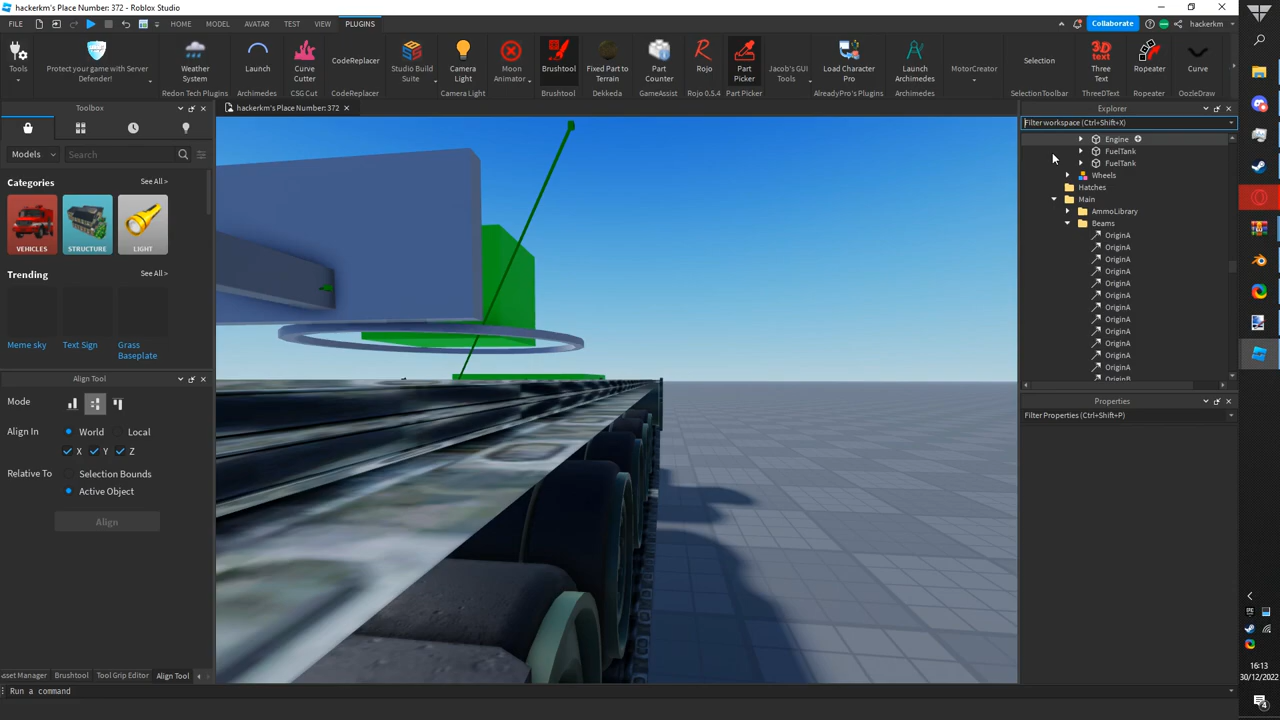 hackerkm's Place Number: 372 - Roblox Studio
FILE HOME MODEL AVATAR TEST VIEW PLUGINS Collaborate hackerkm
Tools
Protect your game with Server Defender!
Weather System
Redon Tech Plugins
Launch
Archimedes
Curve Cutter
CSG Cut
CodeReplacer
CodeReplacer
Studio Build Suite
Camera Light
Camera Light
Moon Animator
Brushtool
Brushtool
Fixed Part to Terrain
Dekkeda
Part Counter
GameAssist
Rojo
Rojo 0.5.4
Part Picker
Part Picker
Jacob's GUI Tools
Load Character Pro
AlreadyPro's Plugins
Launch Archimedes
Archimedes
MotorCreator
Selection
SelectionToolbar
Three Text
ThreeDText
Repeater
Repeater
Curve
OozleDraw
Toolbox
hackerkm's Place Number: 372
Explorer
Filter workspace (Ctrl+Shift+X)
Models
Search
Categories
See All >
VEHICLES
STRUCTURE
LIGHT
Trending
See All >
Meme sky
Text Sign
Grass Baseplate
Align Tool
Mode
Align In
World
Local
X Y Z
Relative To
Selection Bounds
Active Object
Align
Engine
FuelTank
FuelTank
Wheels
Hatches
Main
AmmoLibrary
Beams
OriginA
OriginA
OriginA
OriginA
OriginA
OriginA
OriginA
OriginA
OriginA
OriginA
OriginA
OriginA
OriginB
Properties
Filter Properties (Ctrl+Shift+P)
sset Manager
Brushtool
Tool Grip Editor
Align Tool
Run a command
16:13
30/12/2022
4